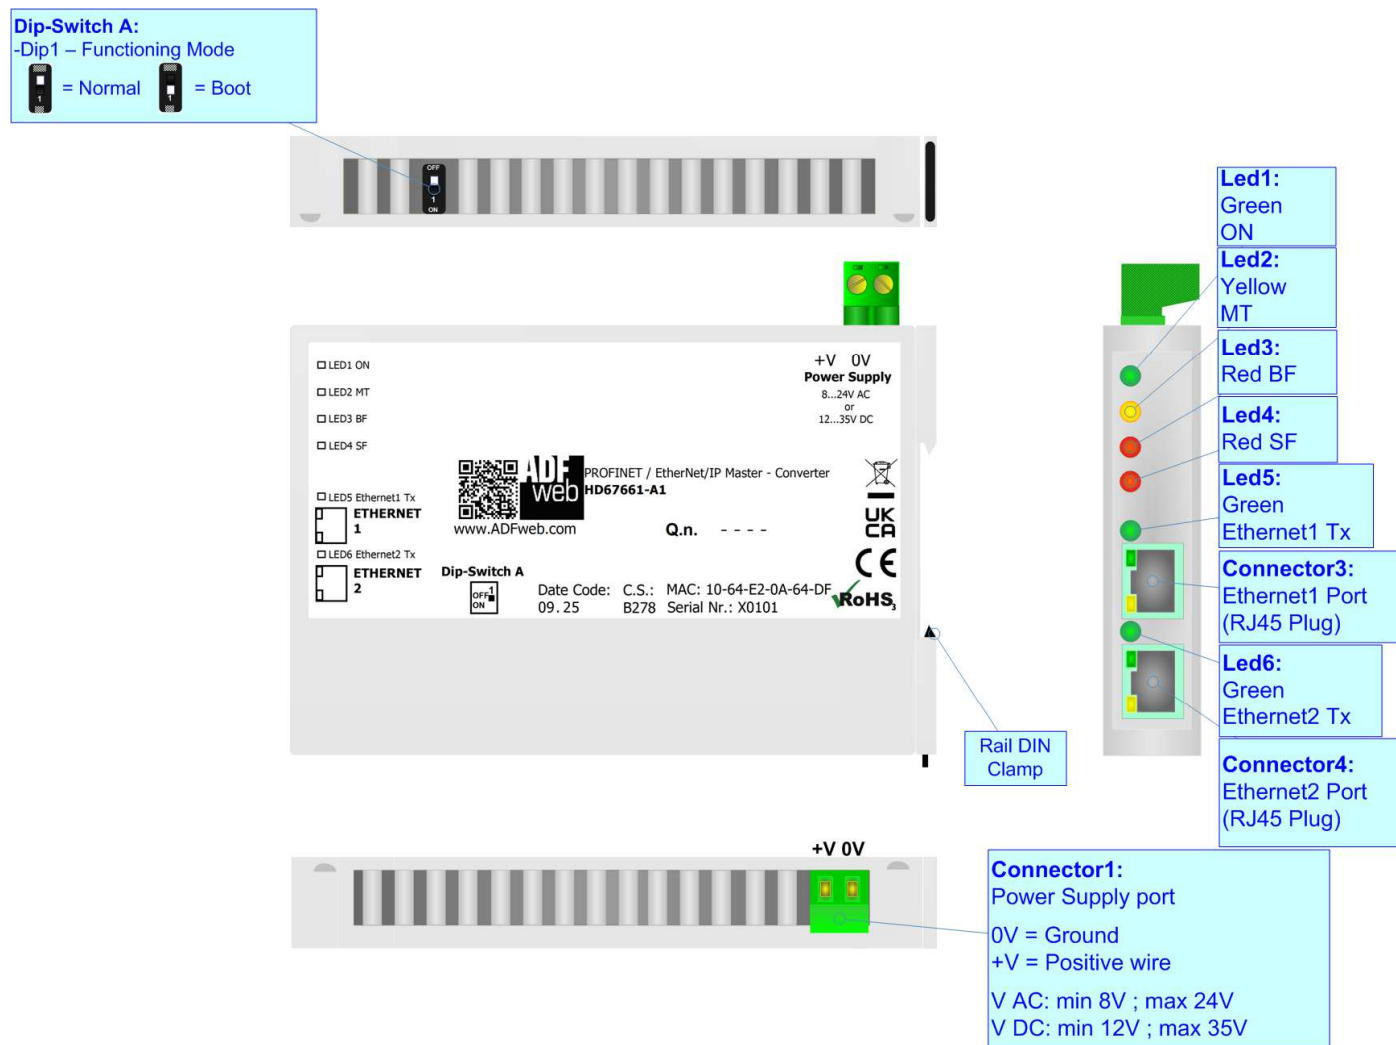 Dip-Switch A:
-Dip1 – Functioning Mode
1
= Normal
1
= Boot
OFF
1
ON
Led1:
Green
ON
Led2:
Yellow
MT
Led3:
Red BF
Led4:
Red SF
Led5:
Green
Ethernet1 Tx
Connector3:
Ethernet1 Port
(RJ45 Plug)
Led6:
Green
Ethernet2 Tx
Connector4:
Ethernet2 Port
(RJ45 Plug)
LED1 ON
LED2 MT
LED3 BF
LED4 SF
+V 0V
Power Supply
8...24V AC
or
12...35V DC
ADF
web
PROFINET / EtherNet/IP Master - Converter
HD67661-A1
www.ADFweb.com
Q.n. - - - -
UK
CA
CE
RoHS3
LED5 Ethernet1 Tx
ETHERNET
1
LED6 Ethernet2 Tx
ETHERNET
2
Dip-Switch A
1
OFF
ON
Date Code: C.S.: MAC: 10-64-E2-0A-64-DF
09.25 B278 Serial Nr.: X0101
Rail DIN
Clamp
+V 0V
Connector1:
Power Supply port
0V = Ground
+V = Positive wire
V AC: min 8V ; max 24V
V DC: min 12V ; max 35V